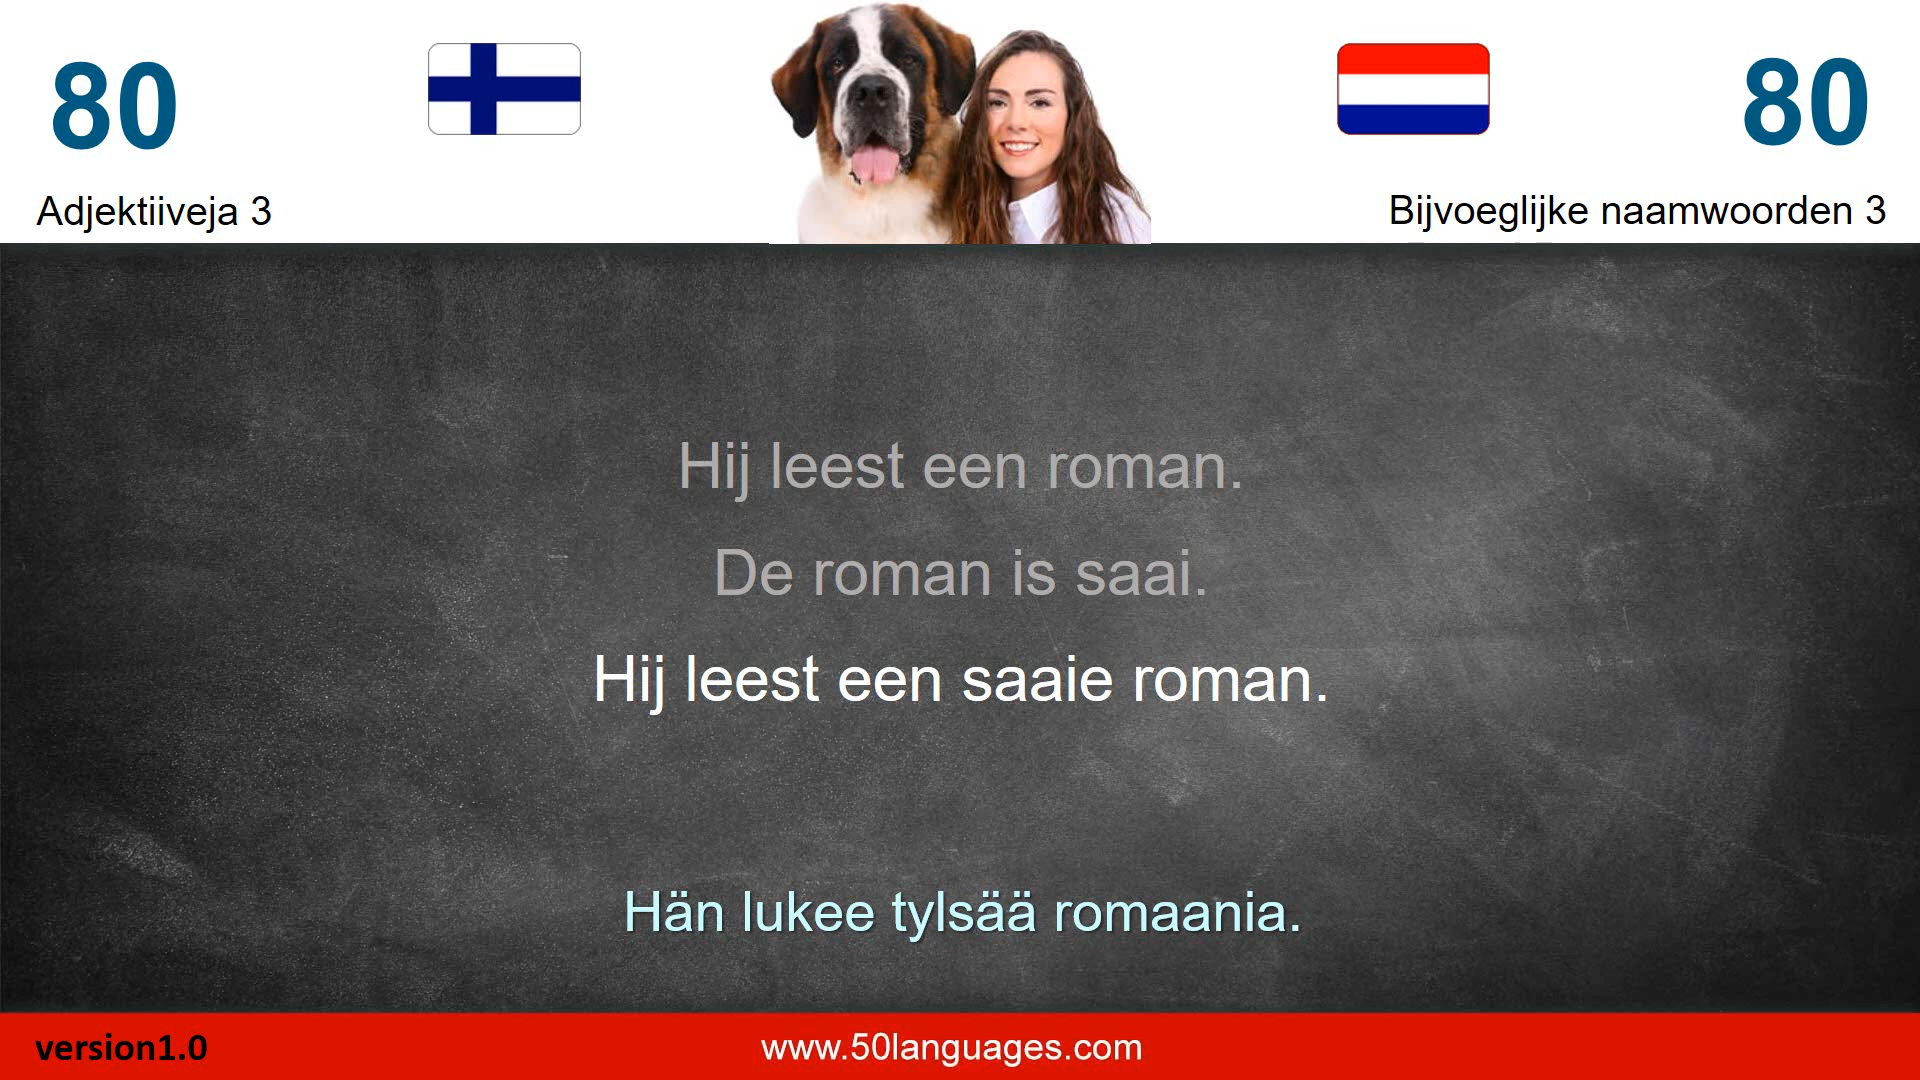 80
80
Adjektiiveja 3
Bijvoeglijke naamwoorden 3
Hij leest een roman.
De roman is saai.
Hij leest een saaie roman.
Hän lukee tylsää romaania.
version1.0
www.50languages.com